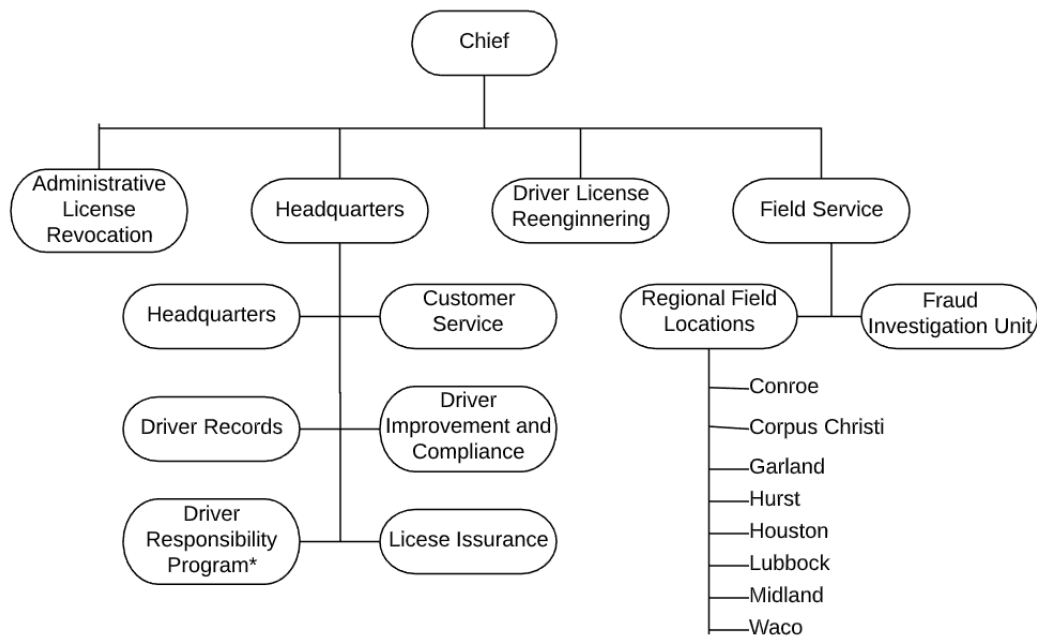 Chief
Administrative
License
Revocation
Headquarters
Driver License
Reenginnering
Field Service
Headquarters
Customer
Service
Regional Field
Locations
Fraud
Investigation Unit
Driver Records
Driver
Improvement and
Compliance
Driver
Responsibility
Program*
Licese Issurance
Conroe
Corpus Christi
Garland
Hurst
Houston
Lubbock
Midland
Waco